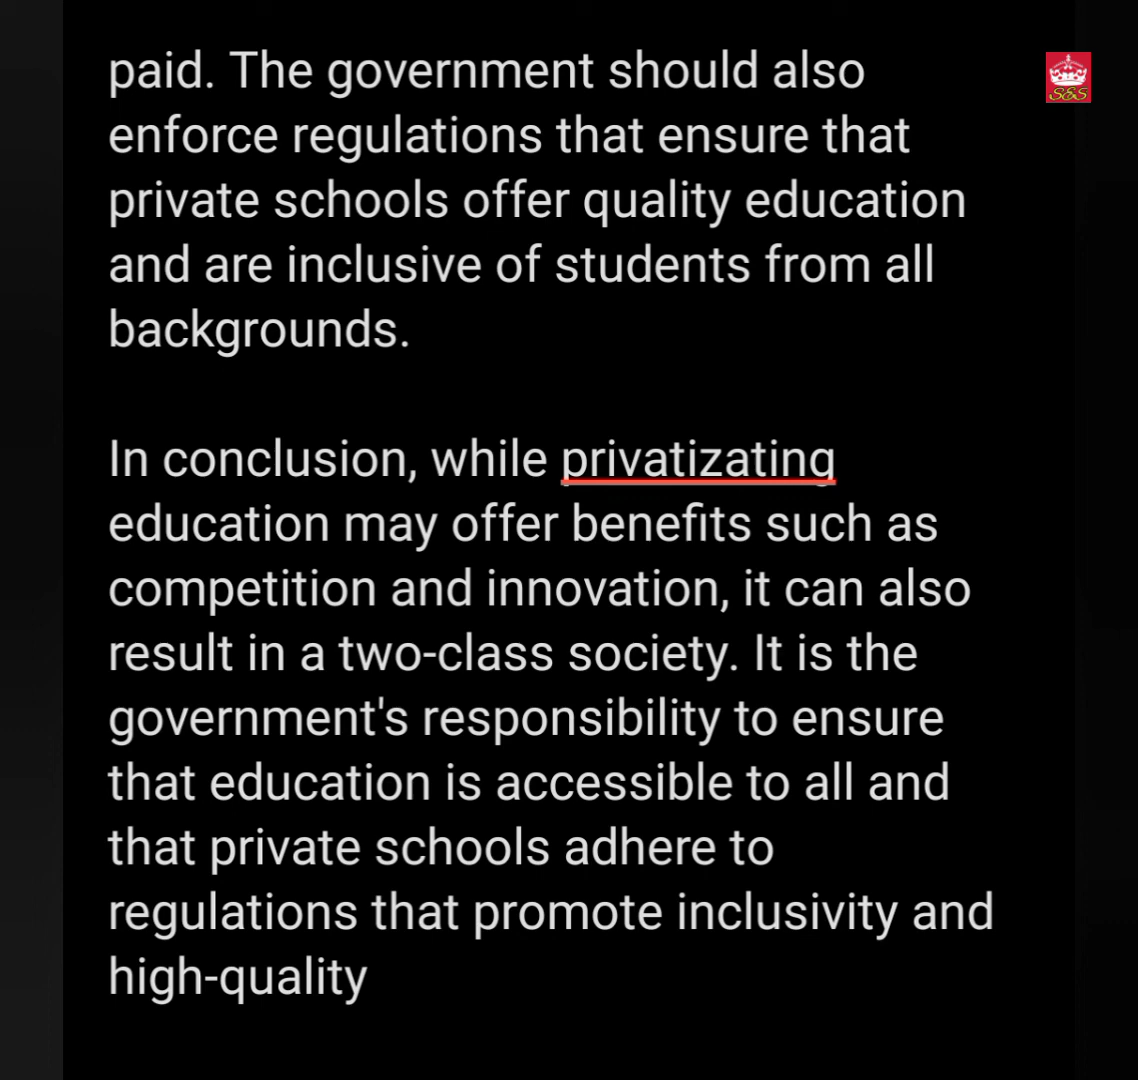 paid. The government should also
enforce regulations that ensure that
private schools offer quality education
and are inclusive of students from all
backgrounds.
In conclusion, while privatizating
education may offer benefits such as
competition and innovation, it can also
result in a two-class society. It is the
government's responsibility to ensure
that education is accessible to all and
that private schools adhere to
regulations that promote inclusivity and
high-quality
S&S